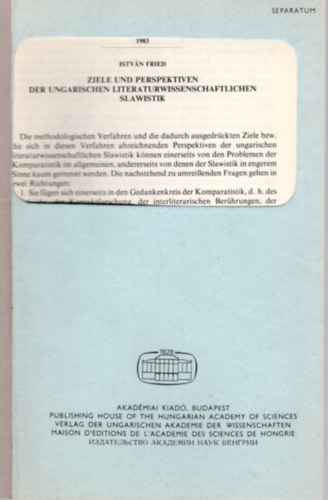 SEPARATUM
1983
ISTVÁN FRIED
ZIELE UND PERSPEKTIVEN
DER UNGARISCHEN LITERATURWISSENSCHAFTLICHEN
SLAWISTIK
Die methodologischen Verfahren und die dadurch ausgedrückten Ziele bew.
Sie sich in diesen Verfahren abzeichnenden Perspektiven der ungarischen
literaturwissenschaftlichen Slawistik können einerseits von den Problemen der
Komparatistik im allgemeinen, andererseits von denen der Slawistik in engerem
Sinne kaum getrennt werden. Die nachstehend zu umreißenden Fragen gehen in
zwei Richtungen:
1. Sie fügen sich einerseits in den Gedankenkreis der Komparatistik, d. h. des
der interliterarischen Berührungen, der
1828
AKADÉMIAI KIADÓ, BUDAPEST
PUBLISHING HOUSE OF THE HUNGARIAN ACADEMY OF SCIENCES
VERLAG DER UNGARISCHEN AKADEMIE DER WISSENSCHAFTEN
MAISON D'EDITIONS DE L'ACADEMIE DES SCIENCES DE HONGRIE
ИЗДАТЕЛЬСТВО АКАДЕМИИ НАУК ВЕНГРИИ